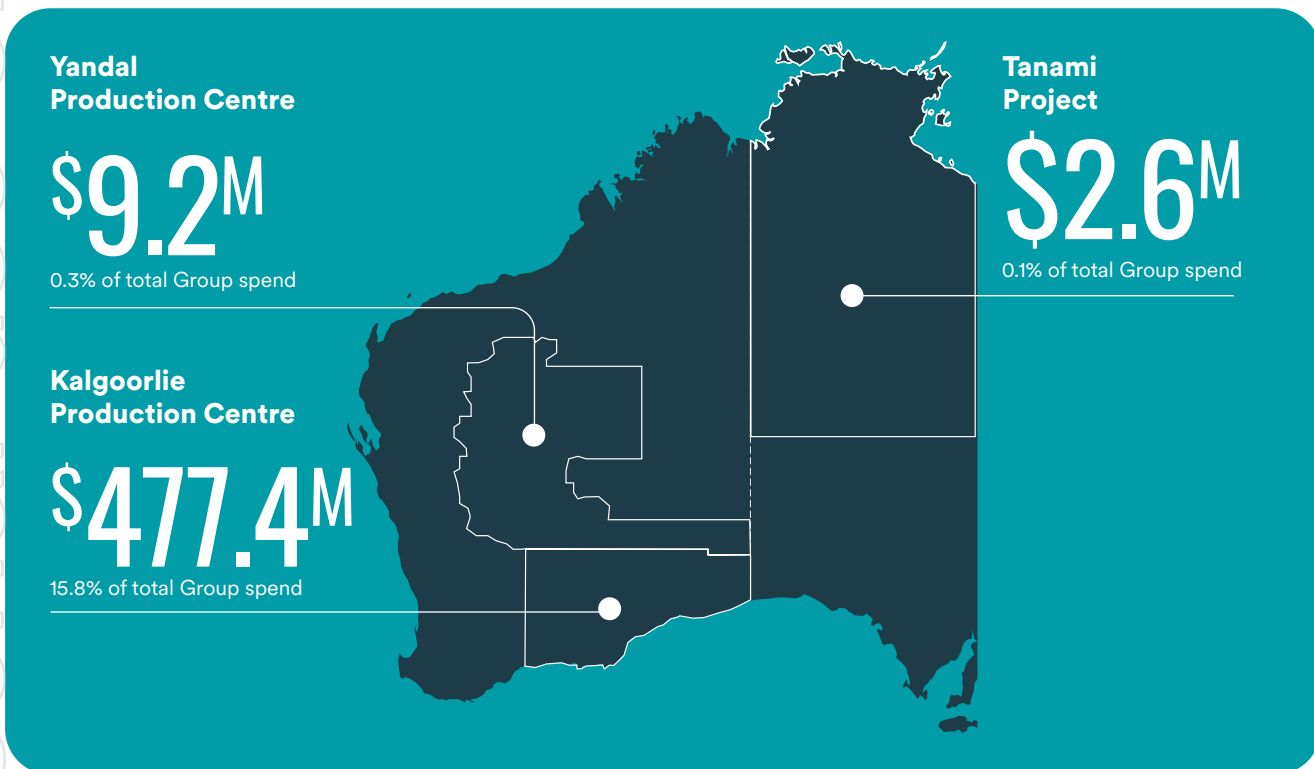 Yandal
Production Centre
$9.2M
0.3% of total Group spend
Kalgoorlie
Production Centre
$477.4M
15.8% of total Group spend
Tanami
Project
$2.6M
0.1% of total Group spend